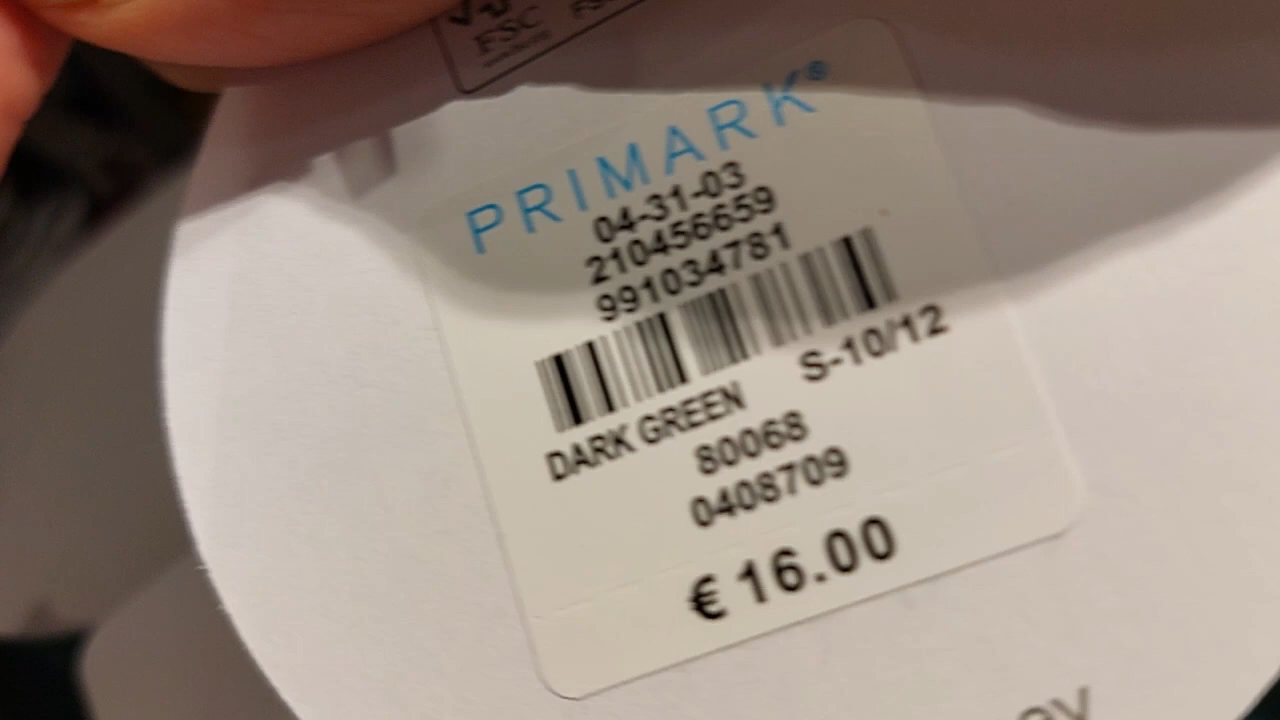 FSC
PRIMARK®
04-31-03
210456659
991034781
DARK GREEN S-10/12
80068
0408709
€ 16.00